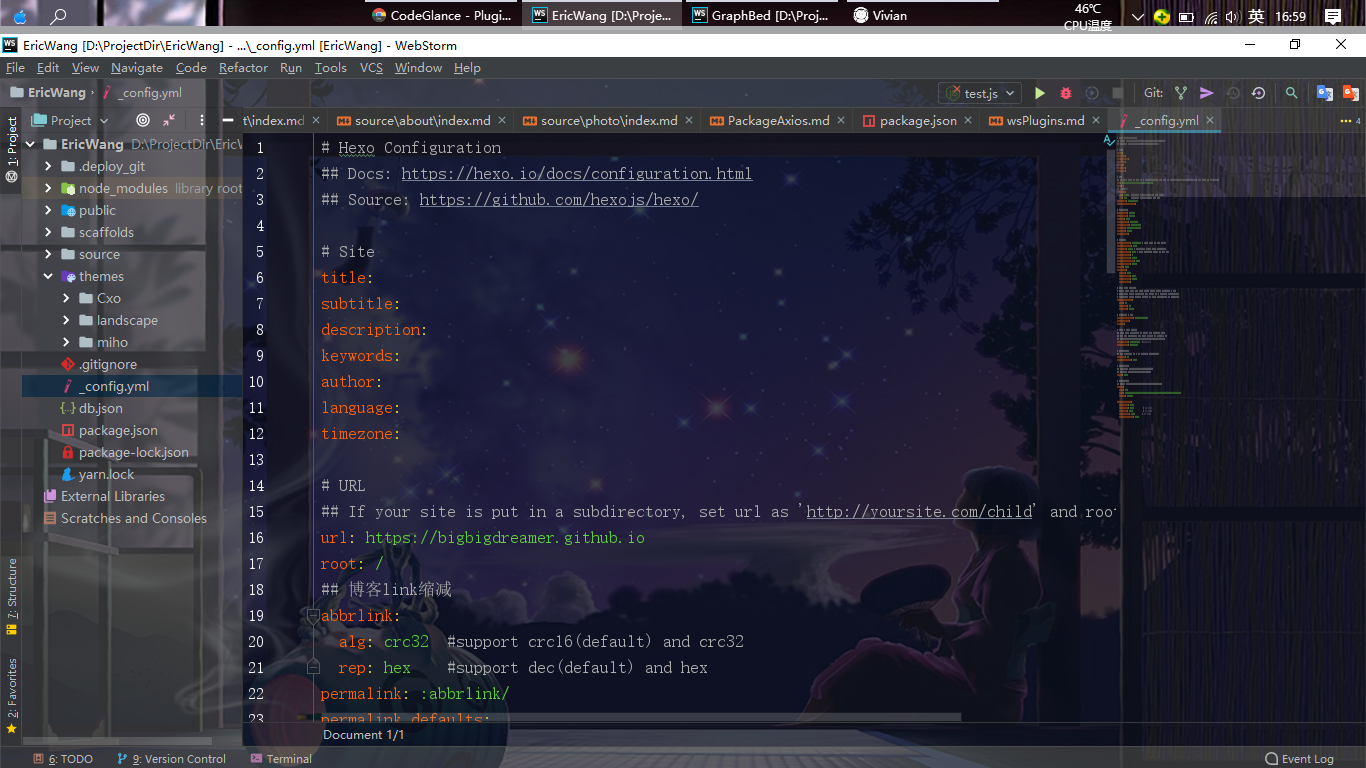 CodeGlance - Plugi...
EricWang [D:\Proje...
GraphBed [D:\Proj...
Vivian
46℃
CPU温度
英
16:59
EricWang [D:\ProjectDir\EricWang] - ...\_config.yml [EricWang] - WebStorm
File Edit View Navigate Code Refactor Run Tools VCS Window Help
EricWang
_config.yml
test.js
Git:
Project
t\index.md
source\about\index.md
source\photo\index.md
PackageAxios.md
package.json
wsPlugins.md
_config.yml
4
1: Project
EricWang D:\ProjectDir\EricW
.deploy_git
node_modules library root
public
scaffolds
source
themes
Cxo
landscape
miho
.gitignore
_config.yml
db.json
package.json
package-lock.json
yarn.lock
External Libraries
Scratches and Consoles
7: Structure
2: Favorites
1 # Hexo Configuration
2 ## Docs: https://hexo.io/docs/configuration.html
3 ## Source: https://github.com/hexojs/hexo/
4
5 # Site
6 title:
7 subtitle:
8 description:
9 keywords:
10 author:
11 language:
12 timezone:
13
14 # URL
15 ## If your site is put in a subdirectory, set url as 'http://yoursite.com/child' and roo
16 url: https://bigbigdreamer.github.io
17 root: /
18 ## 博客link缩减
19 abbrlink:
20 alg: crc32 #support crc16(default) and crc32
21 rep: hex #support dec(default) and hex
22 permalink: :abbrlink/
23 permalink_defaults:
Document 1/1
6: TODO
9: Version Control
Terminal
Event Log